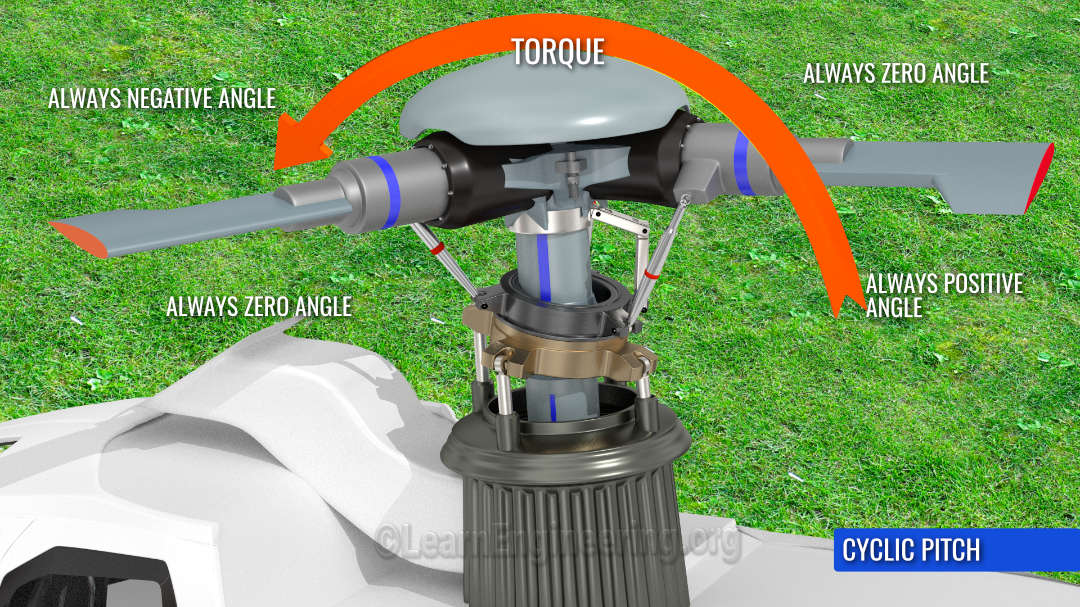 TORQUE
ALWAYS ZERO ANGLE
ALWAYS NEGATIVE ANGLE
ALWAYS POSITIVE
ANGLE
ALWAYS ZERO ANGLE
©LearnEngineering.org
CYCLIC PITCH